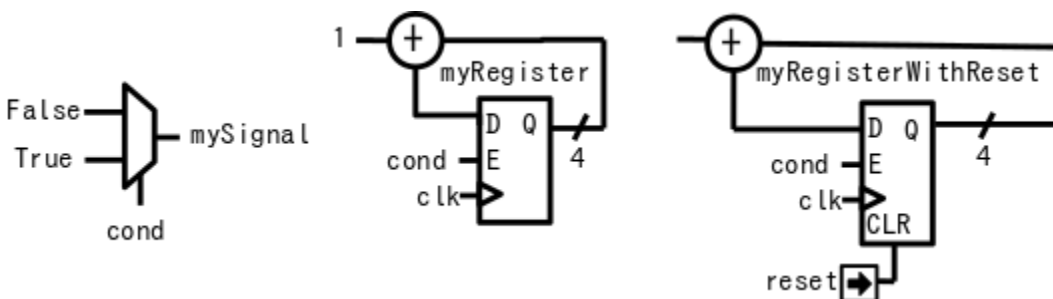 False
True
mySignal
cond
1
+
myRegister
D Q
cond E
clk
4
+
myRegisterWithReset
D Q
cond E
clk
CLR
4
reset